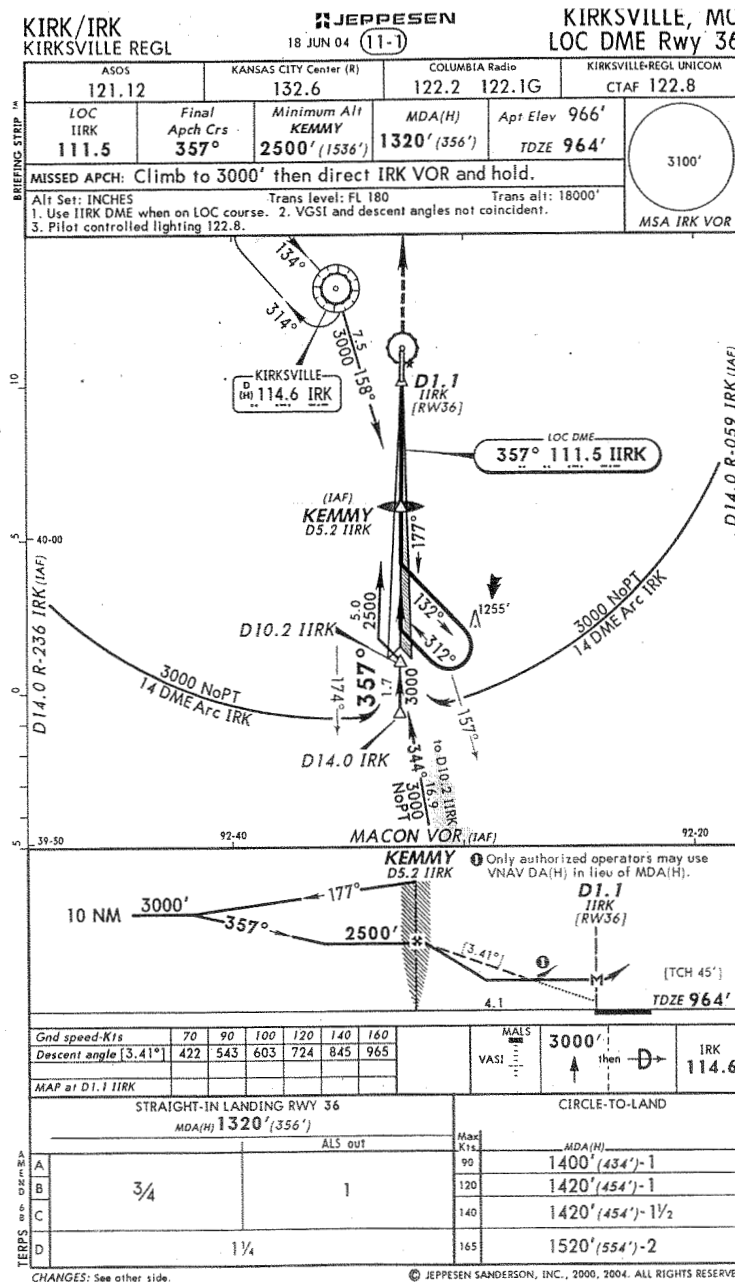 KIRK/IRK
KIRKSVILLE REGL
JEPPESEN
18 JUN 04 11-1
KIRKSVILLE, MO
LOC DME Rwy 36
ASOS
121.12
KANSAS CITY Center (R)
132.6
COLUMBIA Radio
122.2 122.1G
KIRKSVILLE-REGL UNICOM
CTAF 122.8
BRIEFING STRIP TM
LOC
IIRK
111.5
Final
Apch Crs
357°
Minimum Alt
KEMMY
2500' (1536')
MDA(H)
1320' (356')
Apt Elev 966'
TDZE 964'
3100'
MSA IRK VOR
MISSED APCH: Climb to 3000' then direct IRK VOR and hold.
Alt Set: INCHES Trans level: FL 180 Trans alt: 18000'
1. Use IIRK DME when on LOC course. 2. VGSI and descent angles not coincident.
3. Pilot controlled lighting 122.8.
134°
314°
7.5
3000
158°
KIRKSVILLE
D
(H) 114.6 IRK
D1.1
IIRK
[RW36]
LOC DME
357° 111.5 IIRK
(IAF)
KEMMY
D5.2 IIRK
177°
10
5
40-00
0
5
39-50
92-40
92-20
D14.0 R-059 IRK (IAF)
D14.0 R-236 IRK (IAF)
5.0
2500
132°
312°
1255'
D10.2 IIRK
3000 NoPT
14 DME Arc IRK
3000 NoPT
14 DME Arc IRK
174°
357°
1.7
3000
157°
D14.0 IRK
344° 16.9
3000
NoPT
to D10.2 IIRK
MACON VOR (IAF)
KEMMY
D5.2 IIRK
1 Only authorized operators may use
VNAV DA(H) in lieu of MDA(H).
D1.1
IIRK
[RW36]
10 NM
3000'
177°
357°
2500'
[3.41°]
1
M
[TCH 45']
4.1
TDZE 964'
Gnd speed-Kts 70 90 100 120 140 160
Descent angle [3.41°] 422 543 603 724 845 965
MAP at D1.1 IIRK
MALS
VASI
3000'
then
D
IRK
114.6
STRAIGHT-IN LANDING RWY 36
MDA(H) 1320' (356')
ALS out
CIRCLE-TO-LAND
Max
Kts.
MDA(H)
A
B
C
D
3/4
1
1 1/4
90 1400' (434')-1
120 1420' (454')-1
140 1420' (454')-1 1/2
165 1520' (554')-2
TERPS AMEND 6B
CHANGES: See other side.
© JEPPESEN SANDERSON, INC., 2000, 2004. ALL RIGHTS RESERVE